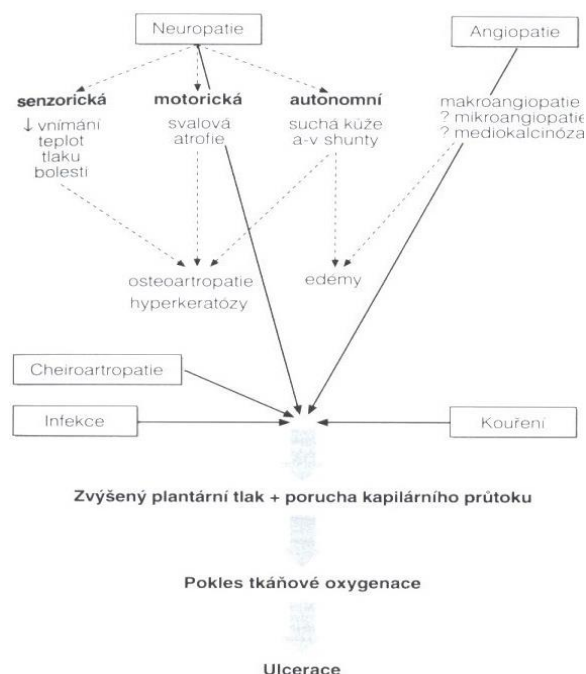 Neuropatie
Angiopatie
senzorická
motorická
autonomní
↓ vnímání
teplot
tlaku
bolesti
svalová
atrofie
suchá kůže
a-v shunty
makroangiopatie
? mikroangiopatie
? mediokalcinóza
osteoartropatie
hyperkeratózy
edémy
Cheiroartropatie
Infekce
Kouření
Zvýšený plantární tlak + porucha kapilárního průtoku
Pokles tkáňové oxygenace
Ulcerace